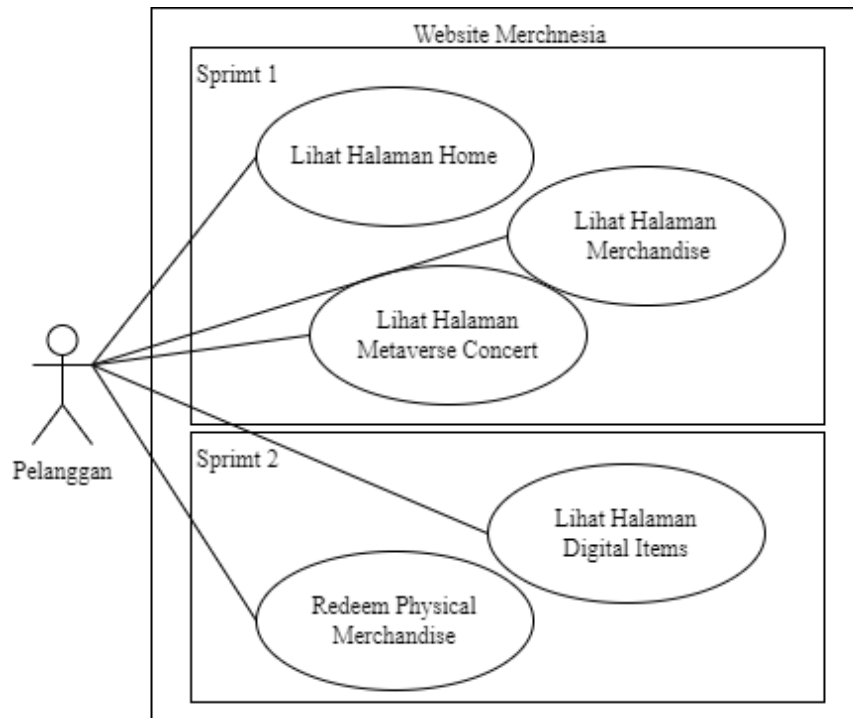 Website Merchnesia
Sprimt 1
Lihat Halaman Home
Lihat Halaman
Merchandise
Lihat Halaman
Metaverse Concert
Pelanggan
Sprimt 2
Lihat Halaman
Digital Items
Redeem Physical
Merchandise